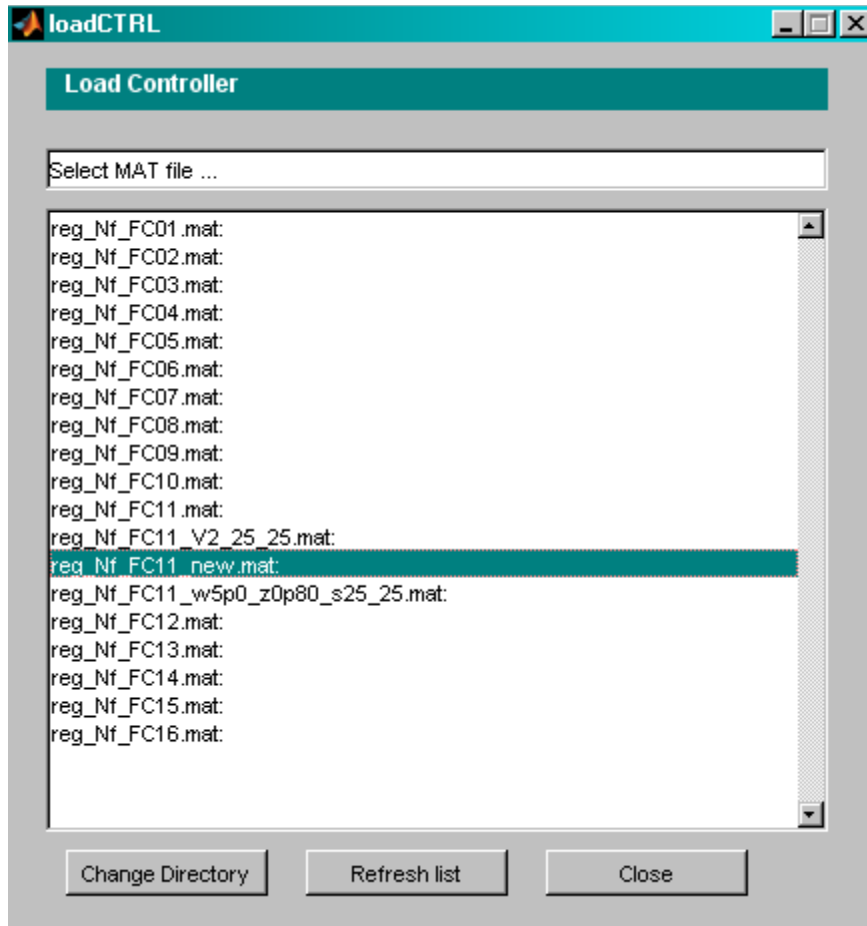 loadCTRL
Load Controller
Select MAT file ...
reg_Nf_FC01.mat:
reg_Nf_FC02.mat:
reg_Nf_FC03.mat:
reg_Nf_FC04.mat:
reg_Nf_FC05.mat:
reg_Nf_FC06.mat:
reg_Nf_FC07.mat:
reg_Nf_FC08.mat:
reg_Nf_FC09.mat:
reg_Nf_FC10.mat:
reg_Nf_FC11.mat:
reg_Nf_FC11_V2_25_25.mat:
reg_Nf_FC11_new.mat:
reg_Nf_FC11_w5p0_z0p80_s25_25.mat:
reg_Nf_FC12.mat:
reg_Nf_FC13.mat:
reg_Nf_FC14.mat:
reg_Nf_FC15.mat:
reg_Nf_FC16.mat:
Change Directory Refresh list Close